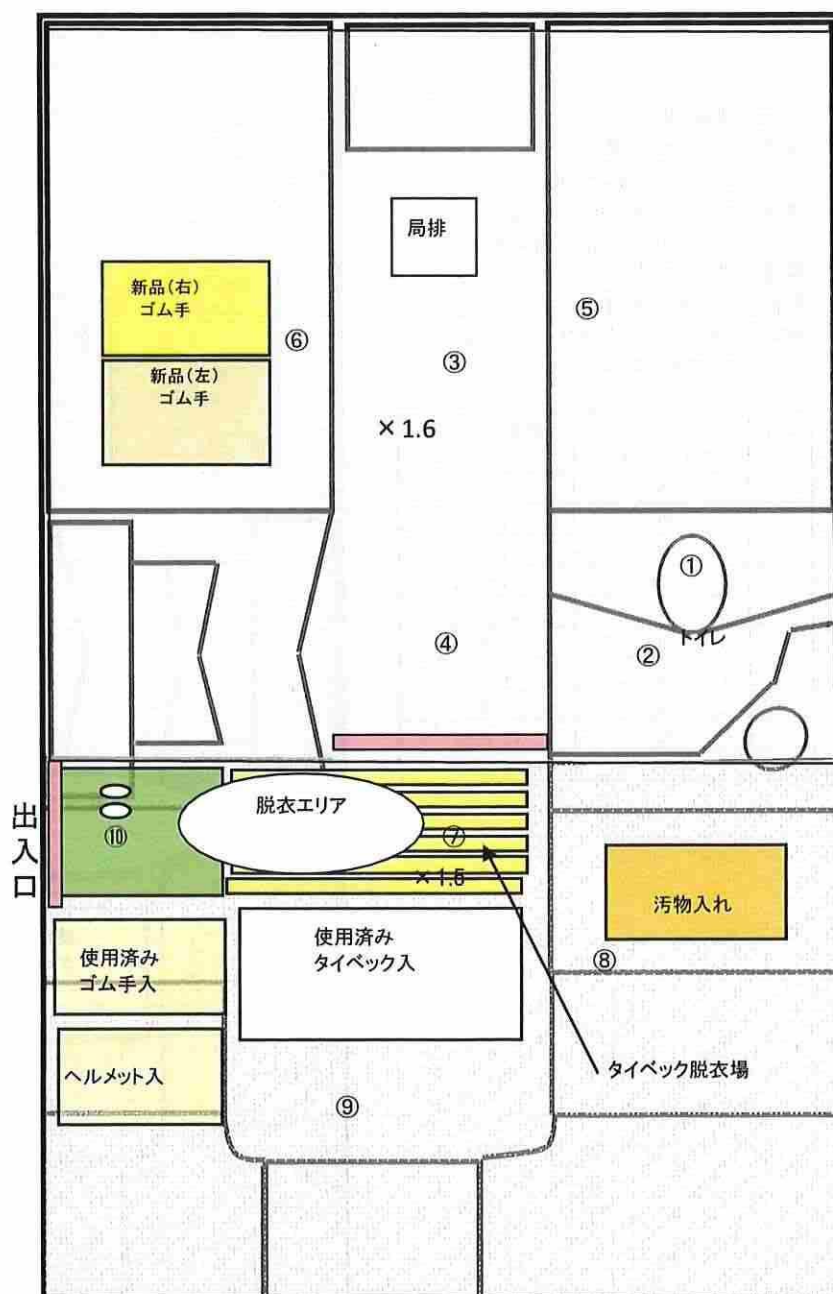 局排
新品(右)
ゴム手
⑥
⑤
③
新品(左)
ゴム手
× 1.6
①
トイレ
②
④
脱衣エリア
⑦
⑩
出入口
× 1.5
汚物入れ
使用済み
ゴム手入
使用済み
タイベック入
⑧
ヘルメット入
タイベック脱衣場
⑨